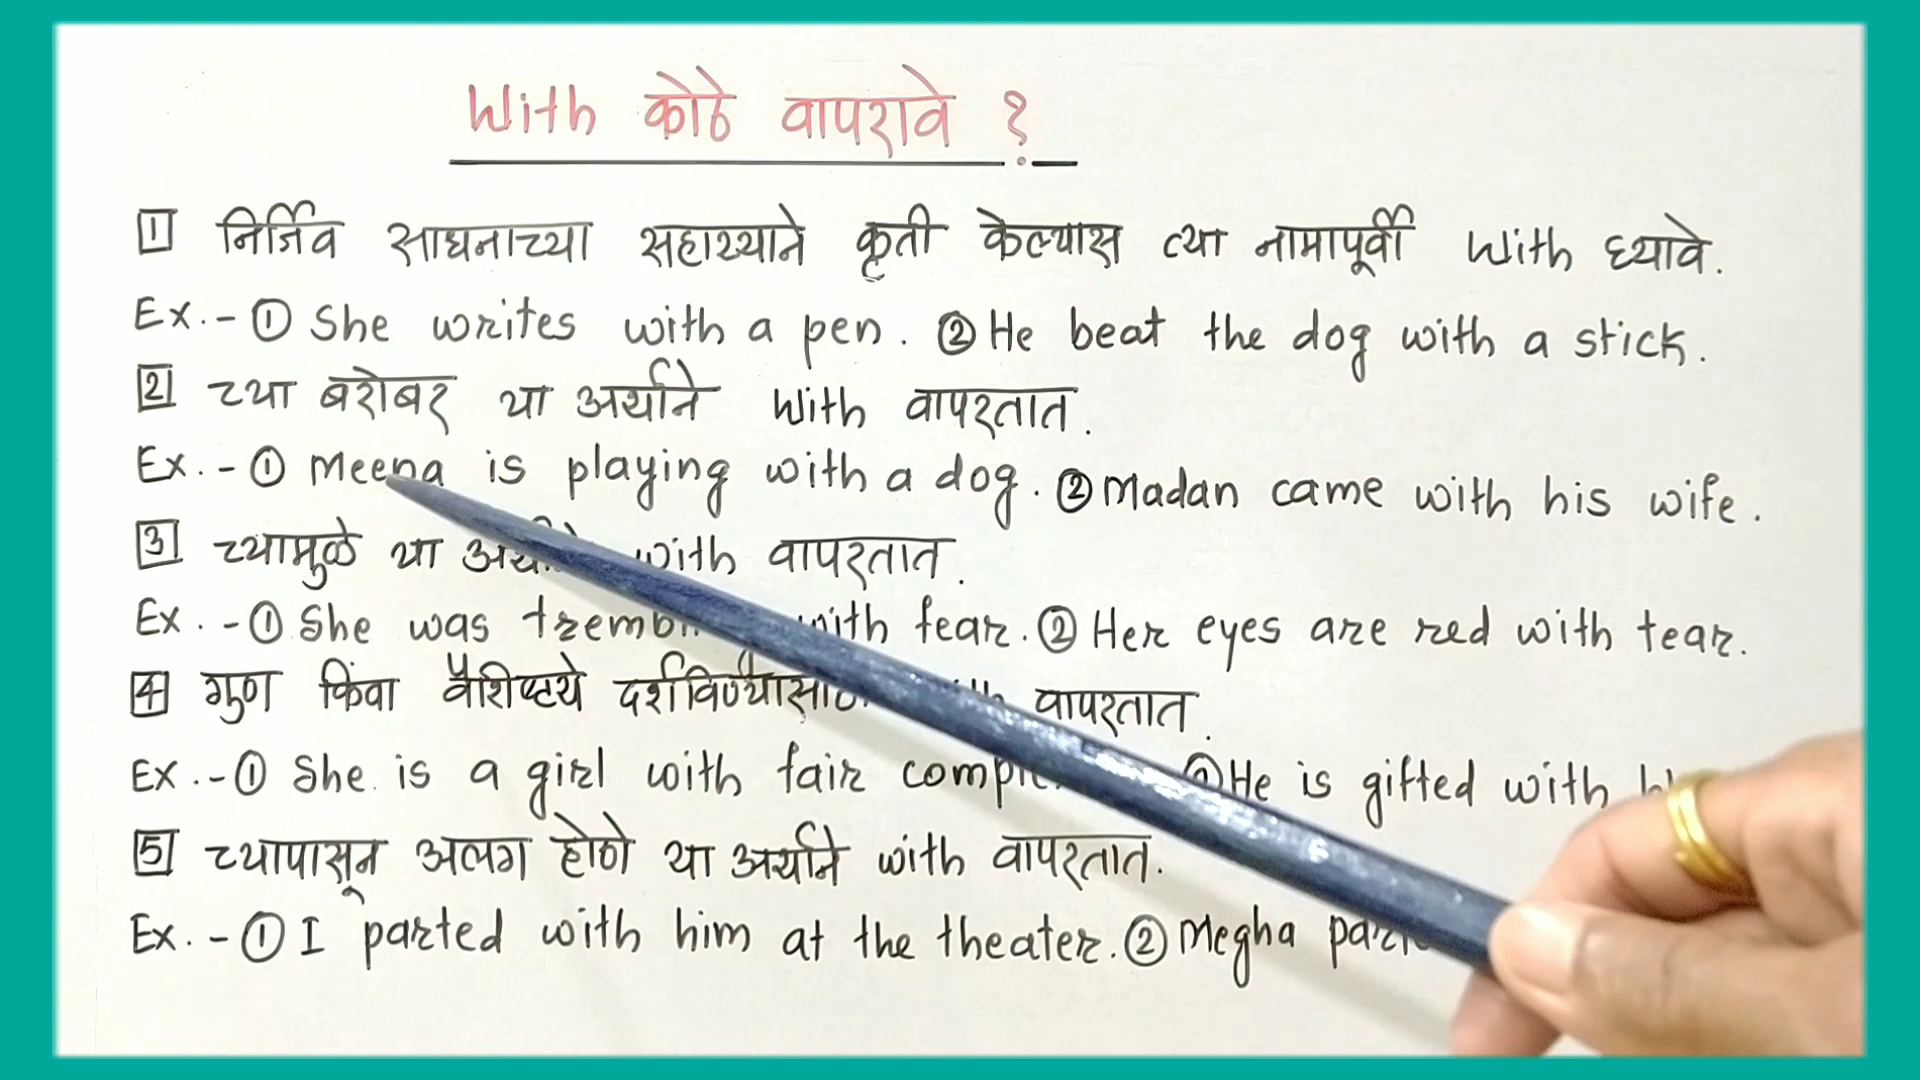 With कोठे वापरावे ?
1 निर्जिव साधनाच्या सहाय्याने कृती केल्यास त्या नामापूर्वी With घ्यावे.
Ex.- ① She writes with a pen. ② He beat the dog with a stick.
2 च्या बरोबर या अर्थाने With वापरतात.
Ex.- ① Meena is playing with a dog. ② Madan came with his wife.
3 च्यामुळे या with वापरतात.
Ex.- ① She was with fear. ② Her eyes are red with tear.
4 गुण किंवा वैशिष्टये वापरतात.
Ex.- ① She is a girl with fair ② He is gifted with
5 च्यापासून अलग होणे या अर्थाने with वापरतात.
Ex.- ① I parted with him at the theater. ② Megha